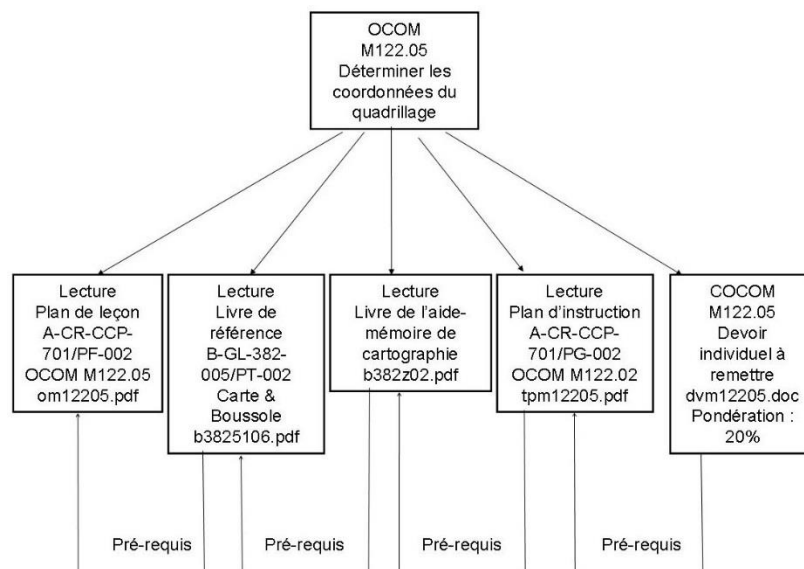 OCOM
M122.05
Déterminer les
coordonnées du
quadrillage
Lecture
Plan de leçon
A-CR-CCP-
701/PF-002
OCOM M122.05
om12205.pdf
Lecture
Livre de
référence
B-GL-382-
005/PT-002
Carte &
Boussole
b3825106.pdf
Lecture
Livre de l'aide-
mémoire de
cartographie
b382z02.pdf
Lecture
Plan d'instruction
A-CR-CCP-
701/PG-002
OCOM M122.02
tpm12205.pdf
COCOM
M122.05
Devoir
individuel à
remettre
dvm12205.doc
Pondération :
20%
Pré-requis
Pré-requis
Pré-requis
Pré-requis